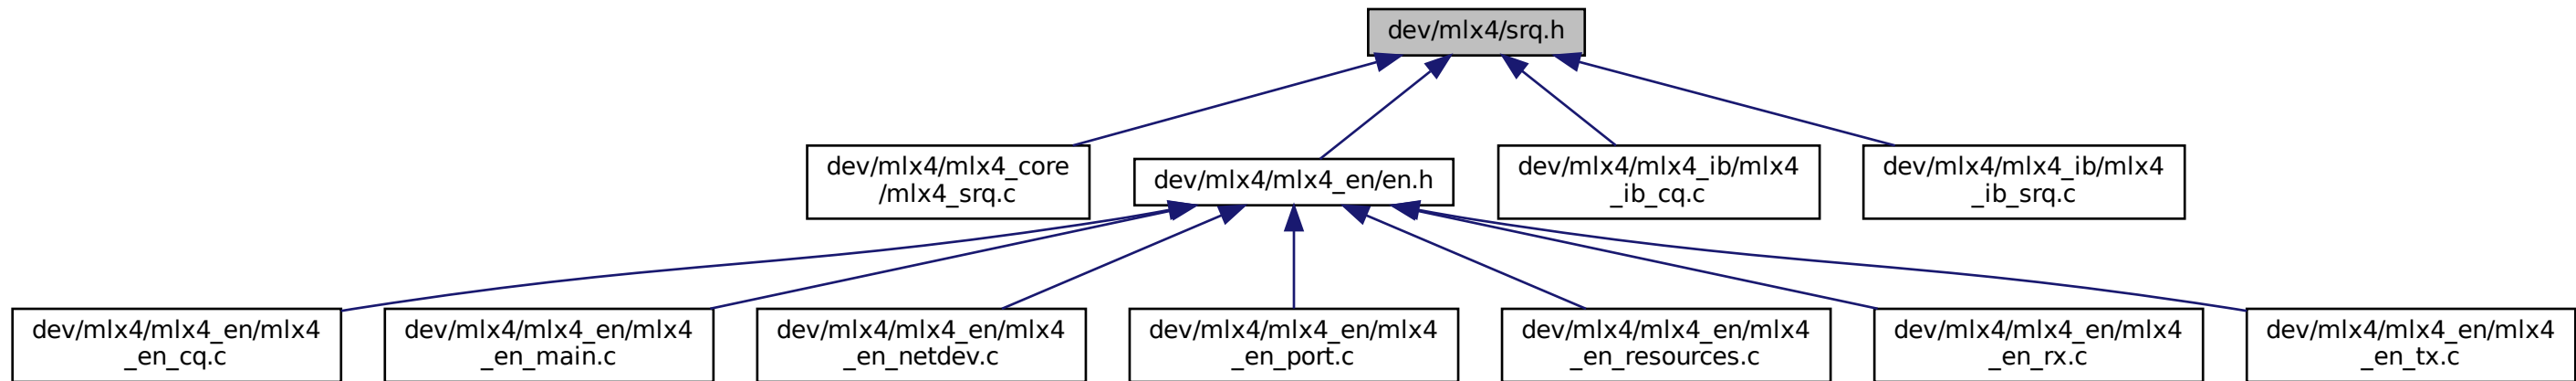 dev/mlx4/srq.h
dev/mlx4/mlx4_core
/mlx4_srq.c
dev/mlx4/mlx4_en/en.h
dev/mlx4/mlx4_ib/mlx4
_ib_cq.c
dev/mlx4/mlx4_ib/mlx4
_ib_srq.c
dev/mlx4/mlx4_en/mlx4
_en_cq.c
dev/mlx4/mlx4_en/mlx4
_en_main.c
dev/mlx4/mlx4_en/mlx4
_en_netdev.c
dev/mlx4/mlx4_en/mlx4
_en_port.c
dev/mlx4/mlx4_en/mlx4
_en_resources.c
dev/mlx4/mlx4_en/mlx4
_en_rx.c
dev/mlx4/mlx4_en/mlx4
_en_tx.c